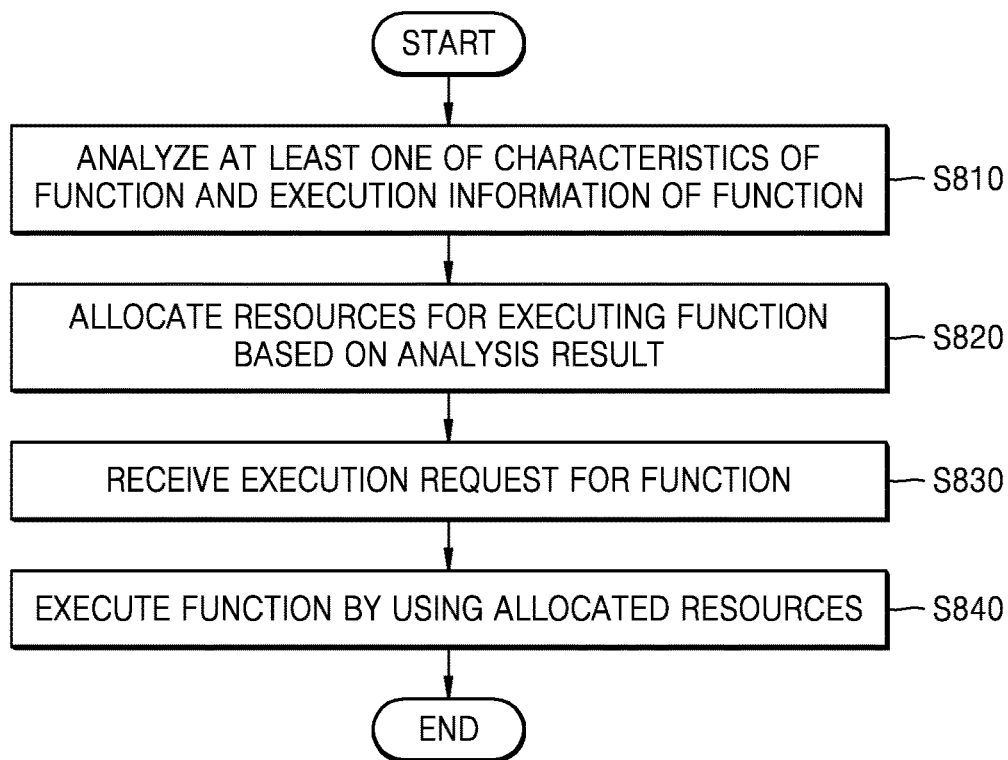 START
ANALYZE AT LEAST ONE OF CHARACTERISTICS OF
FUNCTION AND EXECUTION INFORMATION OF FUNCTION
S810
ALLOCATE RESOURCES FOR EXECUTING FUNCTION
BASED ON ANALYSIS RESULT
S820
RECEIVE EXECUTION REQUEST FOR FUNCTION
S830
EXECUTE FUNCTION BY USING ALLOCATED RESOURCES
S840
END